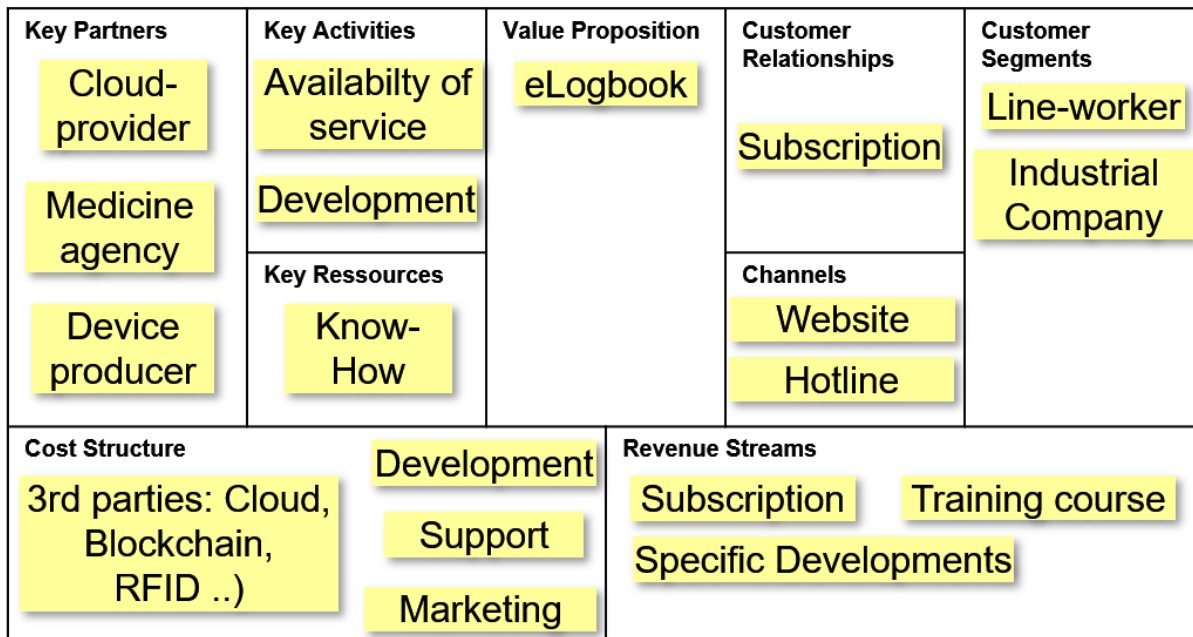 Key Partners
Cloud-
provider
Medicine
agency
Device
producer
Key Activities
Availabilty of
service
Development
Key Ressources
Know-
How
Value Proposition
eLogbook
Customer
Relationships
Subscription
Channels
Website
Hotline
Customer
Segments
Line-worker
Industrial
Company
Cost Structure
3rd parties: Cloud,
Blockchain,
RFID ..)
Development
Support
Marketing
Revenue Streams
Subscription
Training course
Specific Developments